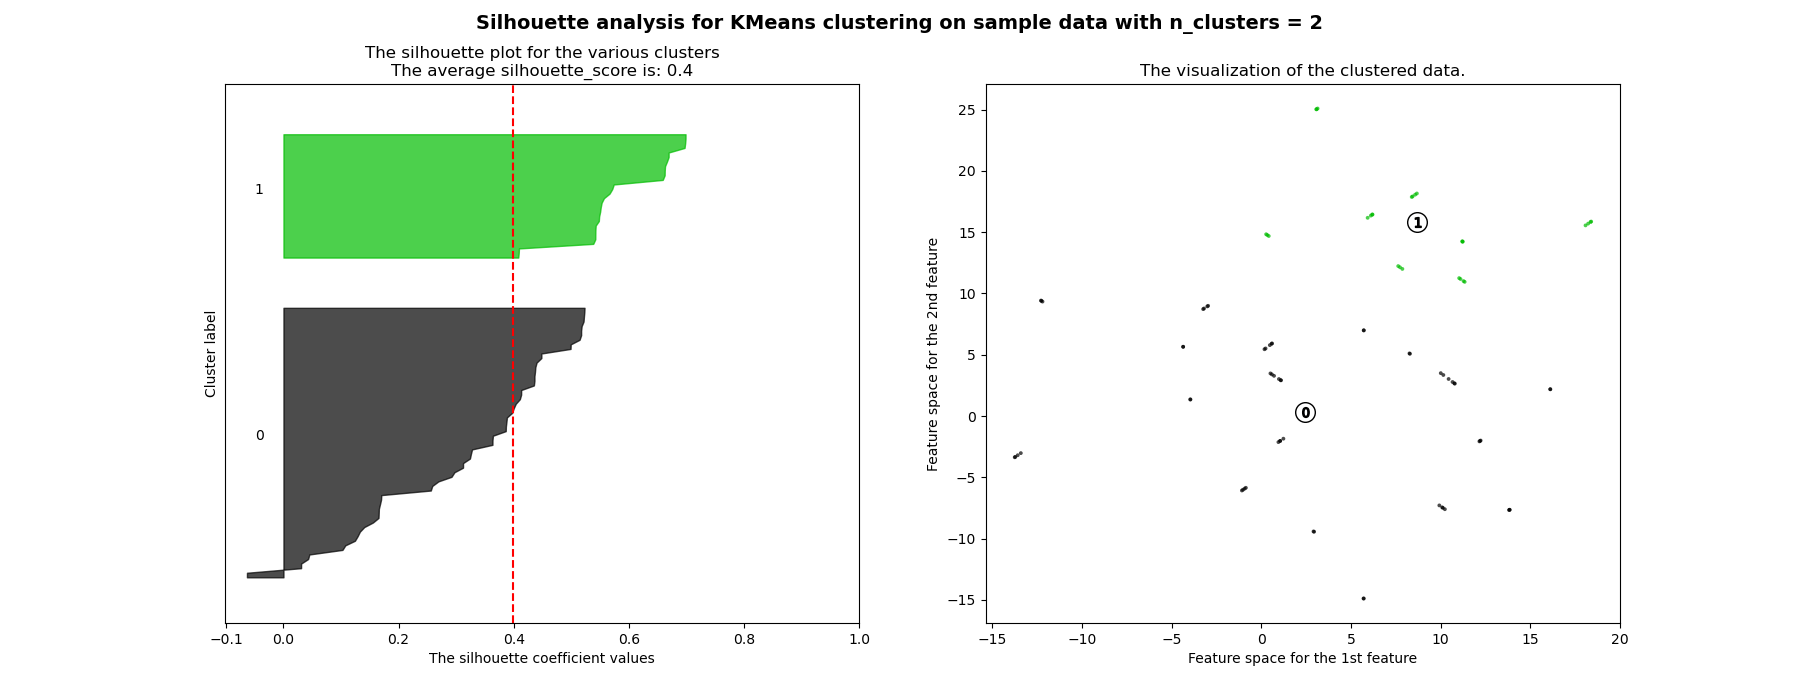 Silhouette analysis for KMeans clustering on sample data with n_clusters = 2
The silhouette plot for the various clusters
The average silhouette_score is: 0.4
Cluster label
1
0
−0.1 0.0 0.2 0.4 0.6 0.8 1.0
The silhouette coefficient values
The visualization of the clustered data.
Feature space for the 2nd feature
25
20
15
10
5
0
−5
−10
−15
1
0
−15 −10 −5 0 5 10 15 20
Feature space for the 1st feature